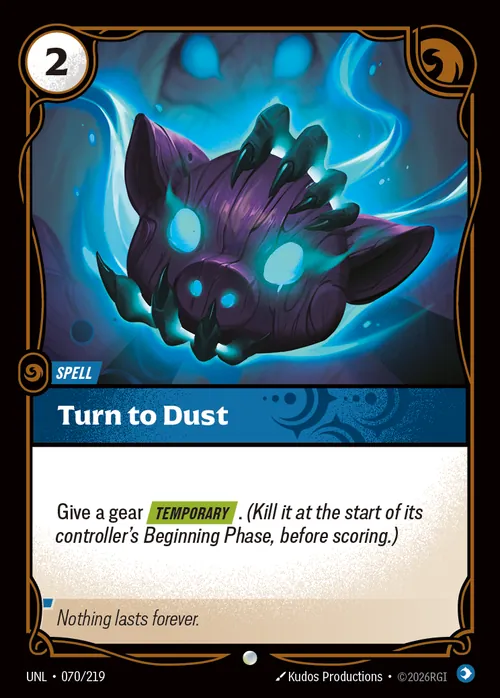 2
SPELL
Turn to Dust
Give a gear TEMPORARY . (Kill it at the start of its
controller's Beginning Phase, before scoring.)
Nothing lasts forever.
UNL • 070/219
Kudos Productions • ©2026RGI